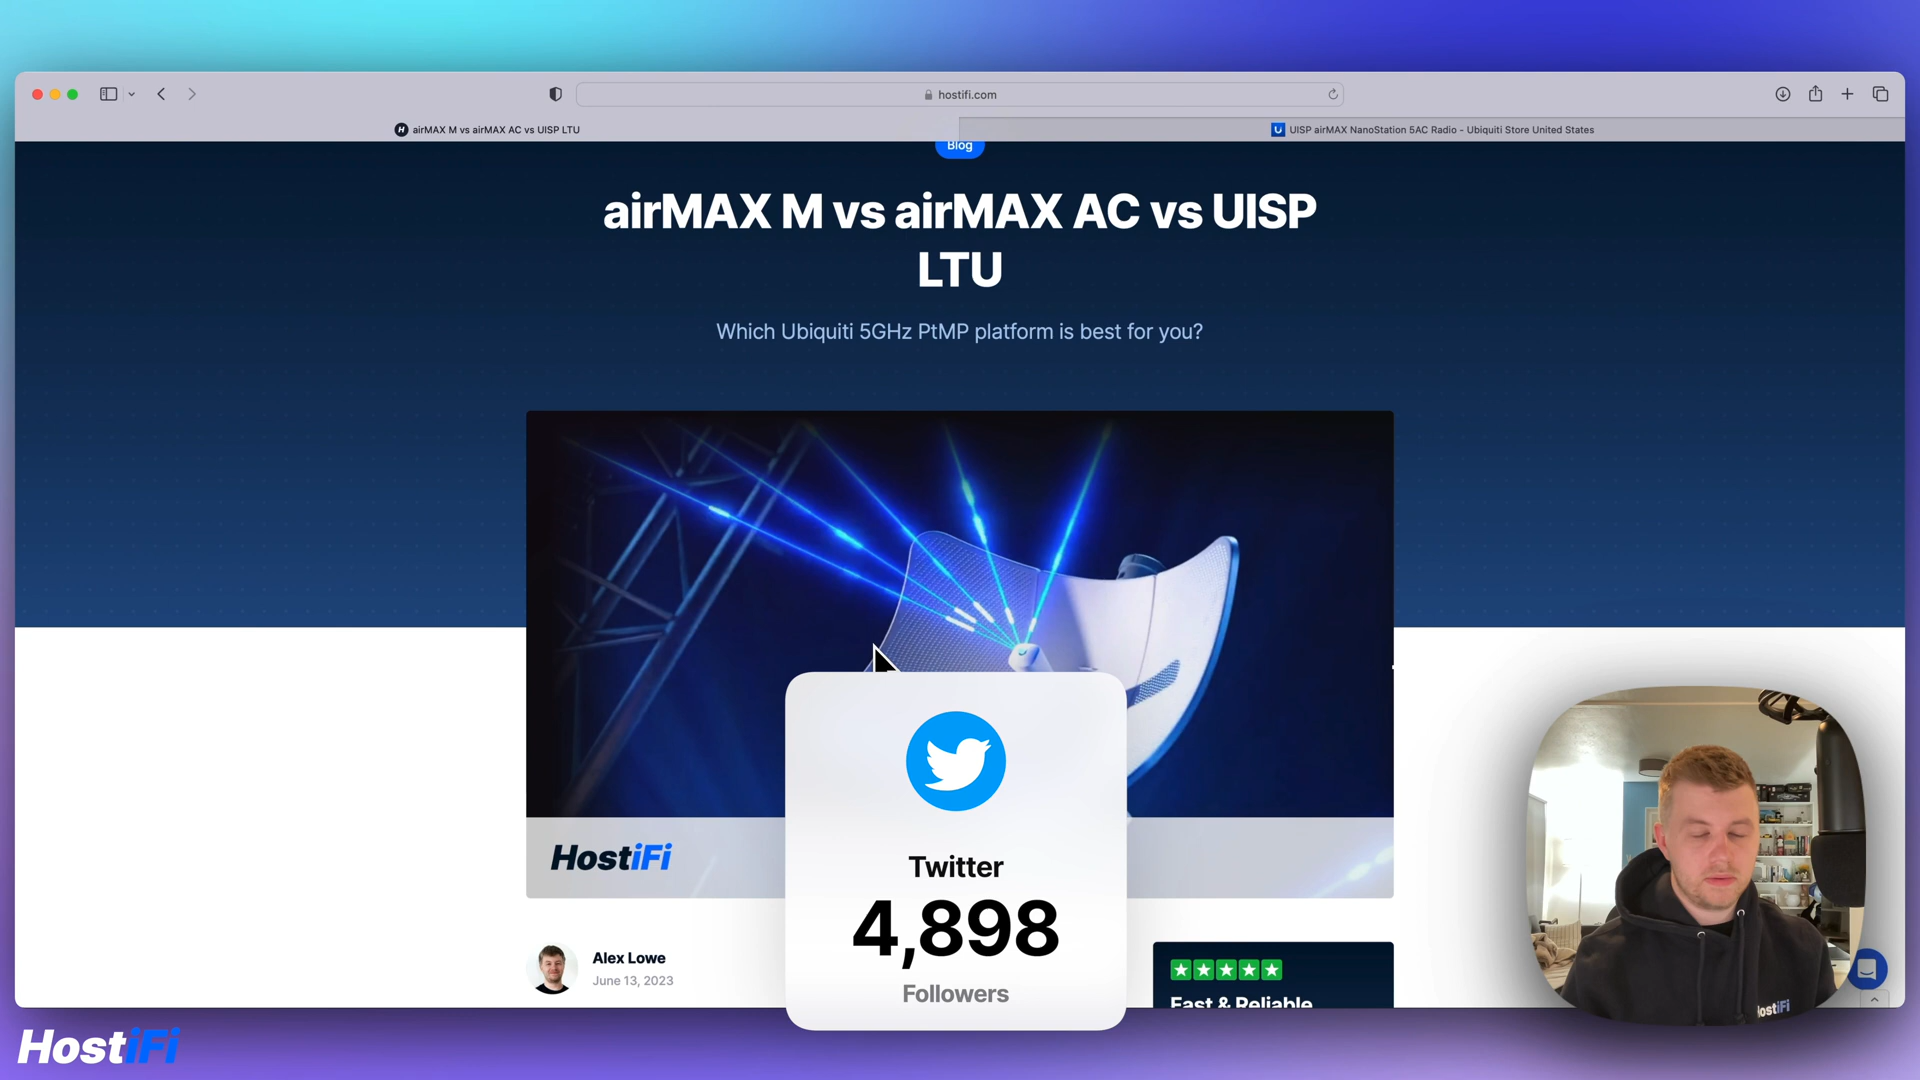 hostifi.com
airMAX M vs airMAX AC vs UISP LTU
UISP airMAX NanoStation 5AC Radio - Ubiquiti Store United States
Blog
airMAX M vs airMAX AC vs UISP
LTU
Which Ubiquiti 5GHz PtMP platform is best for you?
HostiFi
Twitter
4,898
Followers
Alex Lowe
June 13, 2023
Fast & Reliable
HostiFi
HostiFi